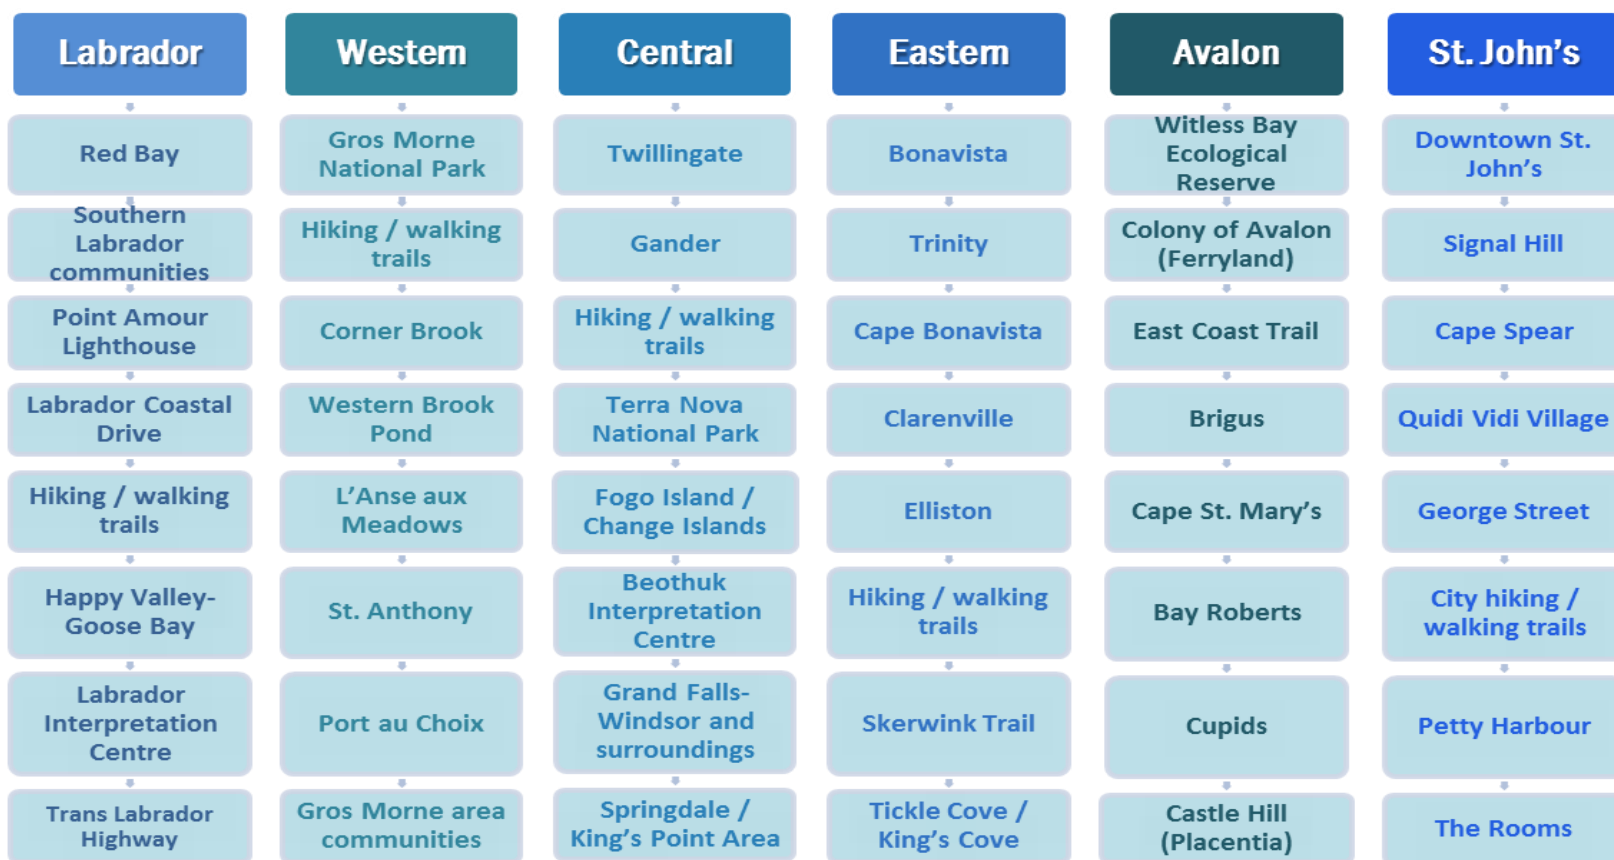 Labrador
Red Bay
Southern
Labrador
communities
Point Amour
Lighthouse
Labrador Coastal
Drive
Hiking / walking
trails
Happy Valley-
Goose Bay
Labrador
Interpretation
Centre
Trans Labrador
Highway
Western
Gros Morne
National Park
Hiking / walking
trails
Corner Brook
Western Brook
Pond
L’Anse aux
Meadows
St. Anthony
Port au Choix
Gros Morne area
communities
Central
Twillingate
Gander
Hiking / walking
trails
Terra Nova
National Park
Fogo Island /
Change Islands
Beothuk
Interpretation
Centre
Grand Falls-
Windsor and
surroundings
Springdale /
King’s Point Area
Eastern
Bonavista
Trinity
Cape Bonavista
Clarenville
Elliston
Hiking / walking
trails
Skerwink Trail
Tickle Cove /
King’s Cove
Avalon
Witless Bay
Ecological
Reserve
Colony of Avalon
(Ferryland)
East Coast Trail
Brigus
Cape St. Mary’s
Bay Roberts
Cupids
Castle Hill
(Placentia)
St. John’s
Downtown St.
John’s
Signal Hill
Cape Spear
Quidi Vidi Village
George Street
City hiking /
walking trails
Petty Harbour
The Rooms